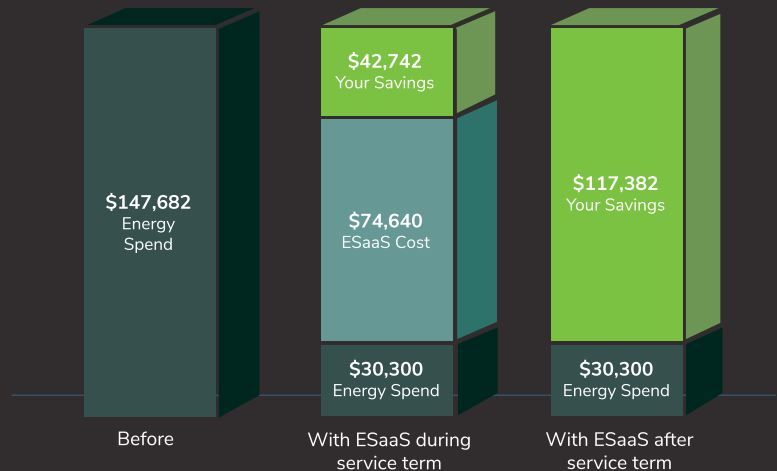 $147,682
Energy
Spend
Before
$42,742
Your Savings
$74,640
ESaaS Cost
$30,300
Energy Spend
With ESaaS during
service term
$117,382
Your Savings
$30,300
Energy Spend
With ESaaS after
service term